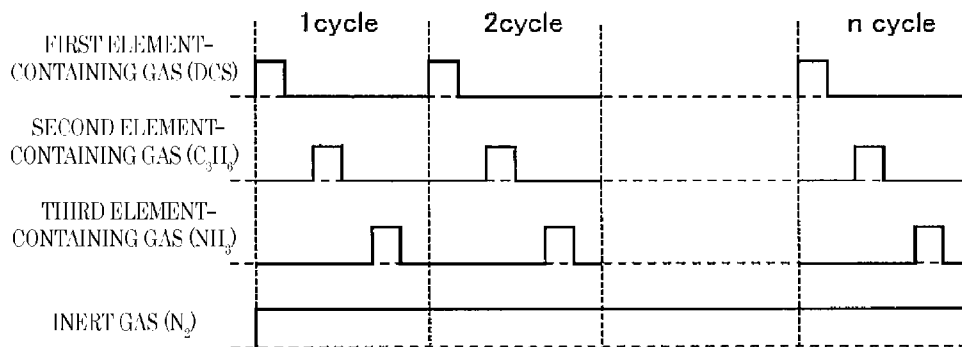 1cycle 2cycle n cycle
FIRST ELEMENT-
CONTAINING GAS (DCS)
SECOND ELEMENT-
CONTAINING GAS (C₃H₆)
THIRD ELEMENT-
CONTAINING GAS (NH₃)
INERT GAS (N₂)